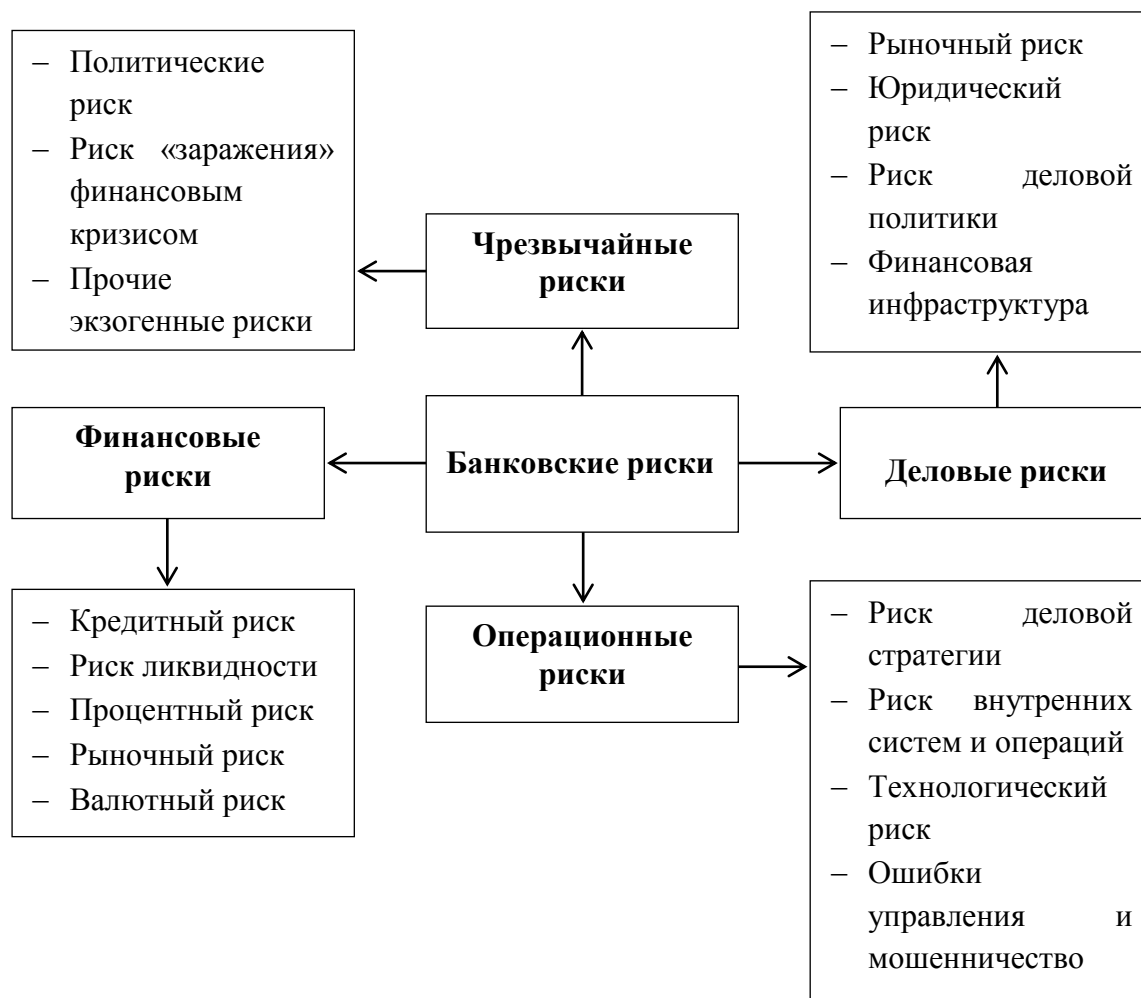 – Политические
риск
– Риск «заражения»
финансовым
кризисом
– Прочие
экзогенные риски
Чрезвычайные
риски
– Рыночный риск
– Юридический
риск
– Риск деловой
политики
– Финансовая
инфраструктура
Финансовые
риски
Банковские риски
Деловые риски
– Кредитный риск
– Риск ликвидности
– Процентный риск
– Рыночный риск
– Валютный риск
Операционные
риски
– Риск деловой
стратегии
– Риск внутренних
систем и операций
– Технологический
риск
– Ошибки
управления и
мошенничество